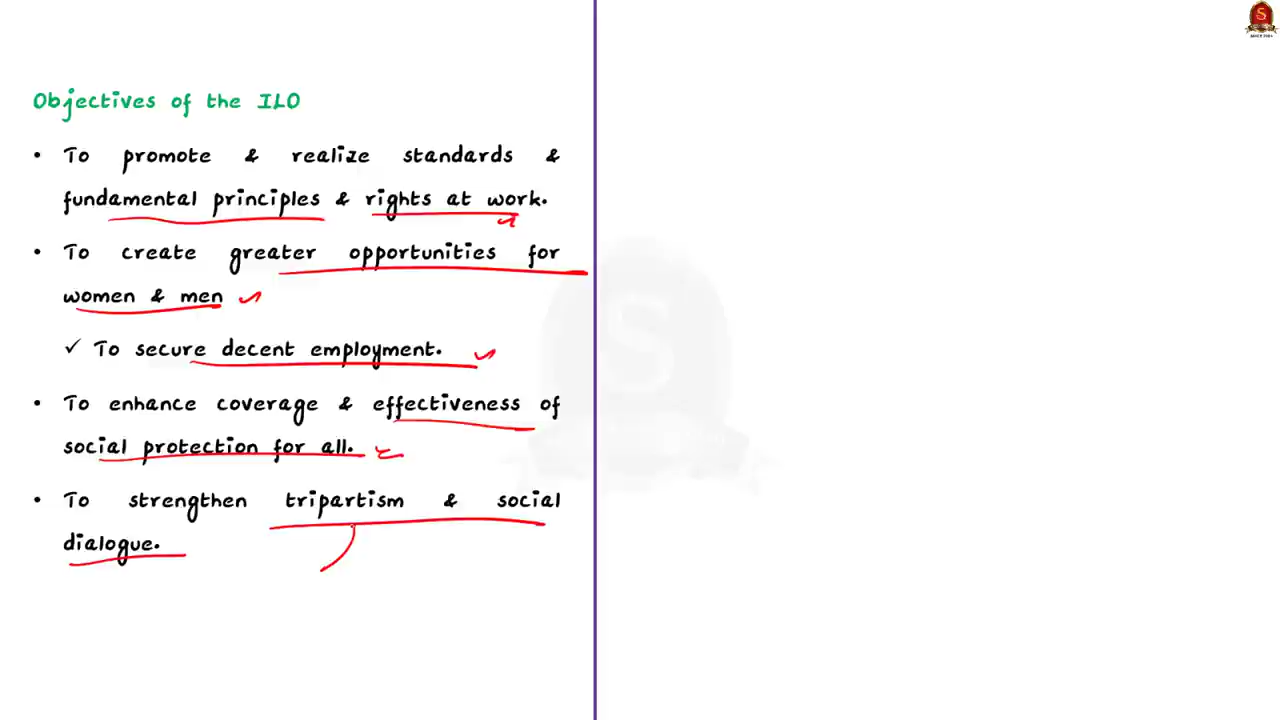 Objectives of the ILO
• To promote & realize standards &
fundamental principles & rights at work.
• To create greater opportunities for
women & men
✓ To secure decent employment.
• To enhance coverage & effectiveness of
social protection for all.
• To strengthen tripartism & social
dialogue.
S